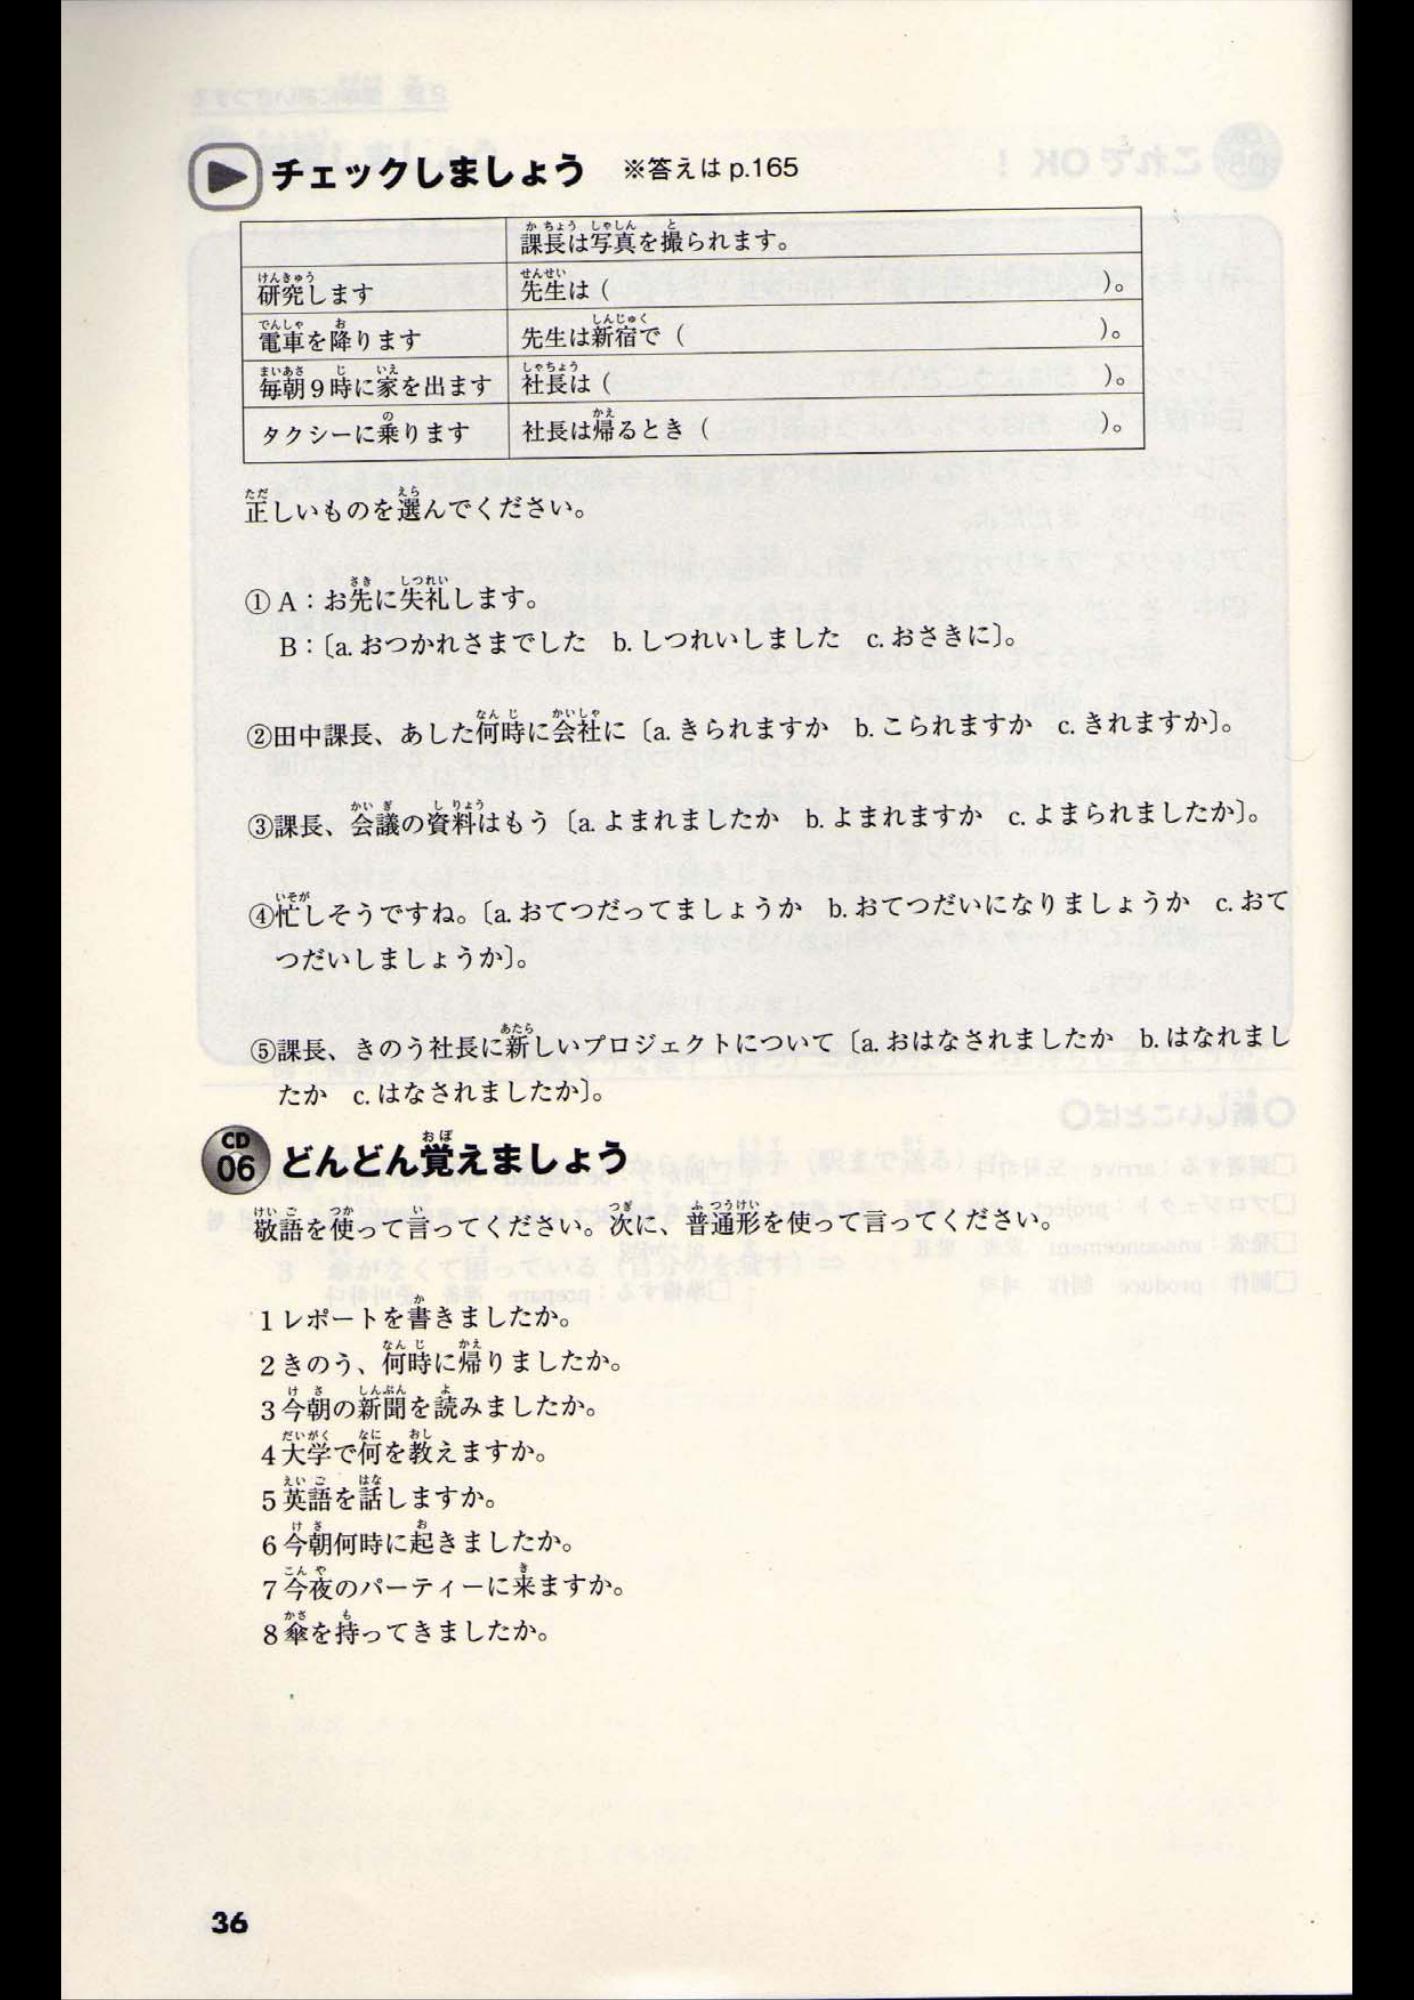 チェックしましょう ※答えは p.165
課長は写真を撮られます。
研究します 先生は（ ）。
電車を降ります 先生は新宿で（ ）。
毎朝９時に家を出ます 社長は（ ）。
タクシーに乗ります 社長は帰るとき（ ）。
正しいものを選んでください。
① A：お先に失礼します。
B：〔a. おつかれさまでした b. しつれいしました c. おさきに〕。
②田中課長、あした何時に会社に〔a. きられますか b. こられますか c. きれますか〕。
③課長、会議の資料はもう〔a. よまれましたか b. よまれますか c. よまられましたか〕。
④忙しそうですね。〔a. おてつだってましょうか b. おてつだいになりましょうか c. おて
つだいしましょうか〕。
⑤課長、きのう社長に新しいプロジェクトについて〔a. おはなされましたか b. はなれまし
たか c. はなされましたか〕。
CD 06 どんどん覚えましょう
敬語を使って言ってください。次に、普通形を使って言ってください。
1 レポートを書きましたか。
2 きのう、何時に帰りましたか。
3 今朝の新聞を読みましたか。
4 大学で何を教えますか。
5 英語を話しますか。
6 今朝何時に起きましたか。
7 今夜のパーティーに来ますか。
8 傘を持ってきましたか。
36